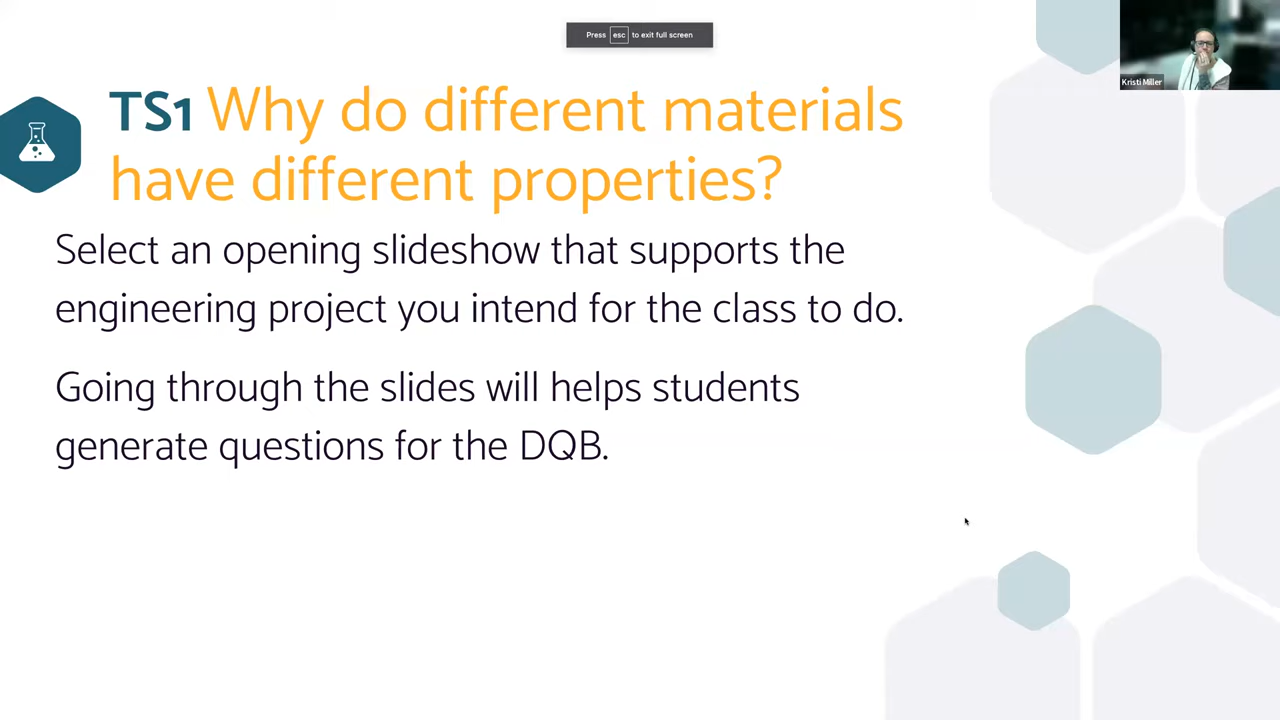 Press esc to exit full screen
Kristi Miller
TS1 Why do different materials
have different properties?
Select an opening slideshow that supports the
engineering project you intend for the class to do.
Going through the slides will helps students
generate questions for the DQB.